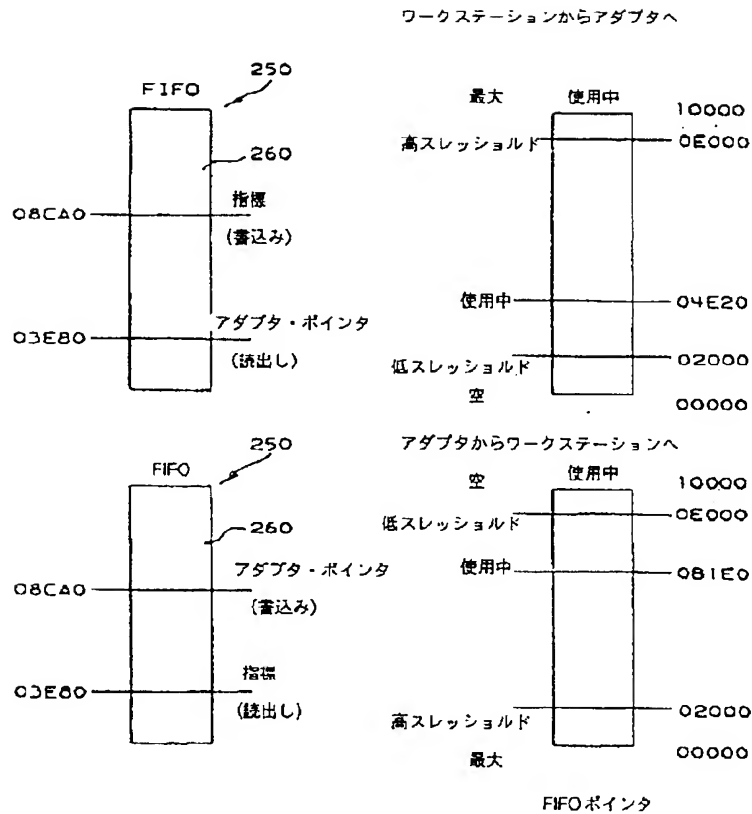 ワークステーションからアダプタへ
FIFO
250
260
08CA0
指標
(書込み)
03E80
アダプタ・ポインタ
(読出し)
最大
使用中
10000
高スレッショルド
0E000
使用中
04E20
低スレッショルド
02000
空
00000
アダプタからワークステーションへ
FIFO
250
260
08CA0
アダプタ・ポインタ
(書込み)
03E80
指標
(読出し)
空
使用中
10000
低スレッショルド
0E000
使用中
0B1E0
高スレッショルド
02000
最大
00000
FIFOポインタ